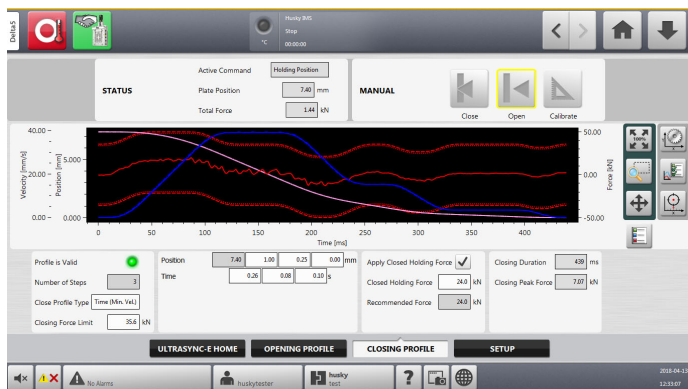 Delta5
Husky IMS
Stop
°C 00:00:00
STATUS
Active Command Holding Position
Plate Position 7.40 mm
Total Force 1.44 kN
MANUAL
Close Open Calibrate
Velocity [mm/s]
Position [mm]
40.00
20.00
0.00
5.000
0.000
50.00
0.00
-50.00
Force [kN]
0 50 100 150 200 250 300 350 400
Time [ms]
100%
Profile is Valid
Number of Steps 3
Close Profile Type Time (Min. Vel.)
Closing Force Limit 35.6 kN
Position 7.40 1.00 0.25 0.00 mm
Time 0.26 0.08 0.10 s
Apply Closed Holding Force
Closed Holding Force 24.0 kN
Recommended Force 24.0 kN
Closing Duration 439 ms
Closing Peak Force 7.07 kN
ULTRASYNC-E HOME OPENING PROFILE CLOSING PROFILE SETUP
No Alarms
huskytester
husky
test
?
2018-04-13
12:33:07